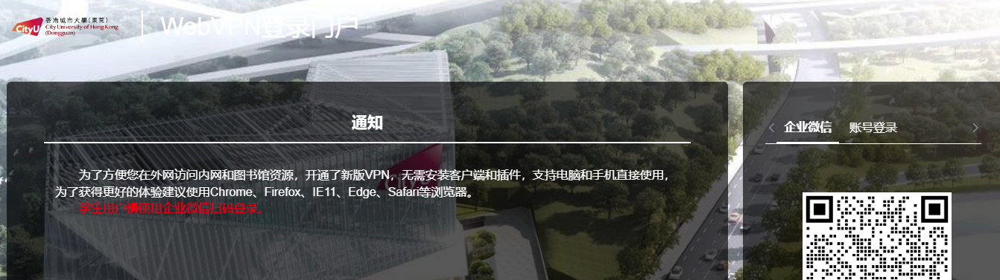 香港城市大學(東莞)
CityU City University of Hong Kong
(Dongguan)
WebVPN登录门户
通知
为了方便您在外网访问内网和图书馆资源，开通了新版VPN，无需安装客户端和插件，支持电脑和手机直接使用，
为了获得更好的体验建议使用Chrome、Firefox、IE11、Edge、Safari等浏览器。
学生用户请使用企业微信扫码登录。
企业微信 账号登录
CityU